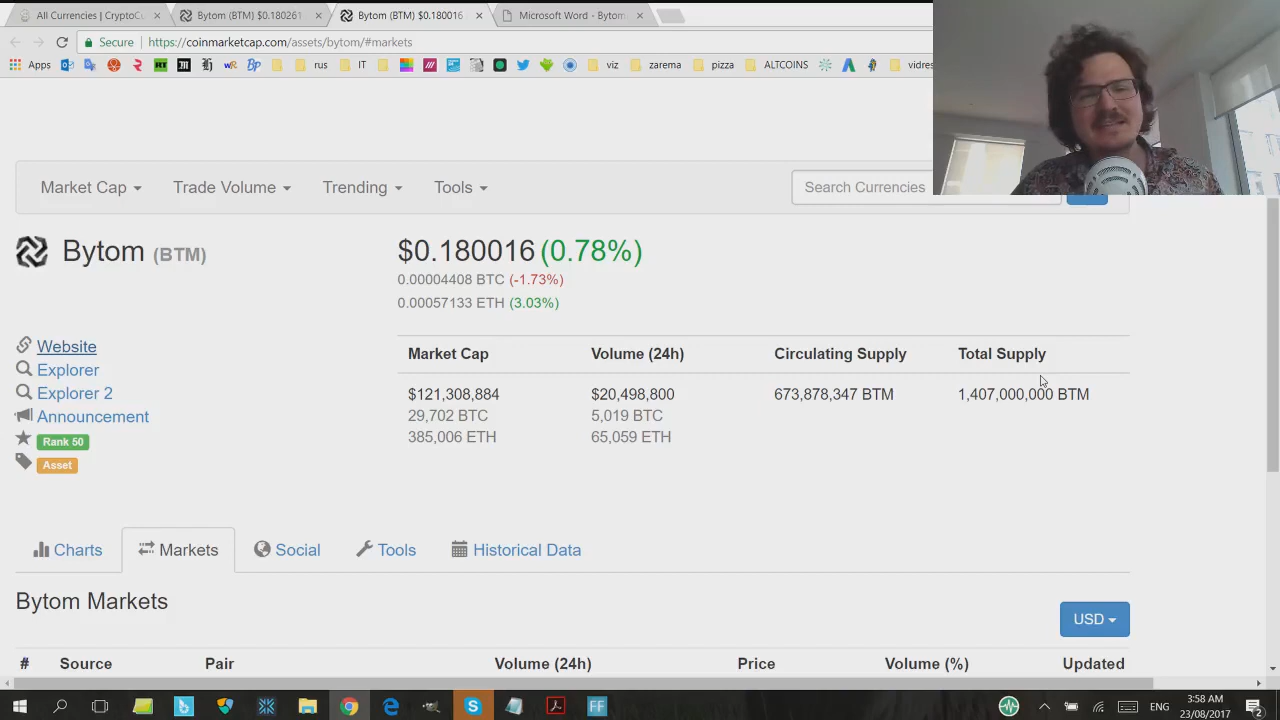 All Currencies | CryptoCu
Bytom (BTM) $0.180261
Bytom (BTM) $0.180016
Microsoft Word - Bytom
Secure
https://coinmarketcap.com/assets/bytom/#markets
Apps
rus
IT
viz
zarema
pizza
ALTCOINS
vidres
Market Cap
Trade Volume
Trending
Tools
Search Currencies
Bytom (BTM)
$0.180016 (0.78%)
0.00004408 BTC (-1.73%)
0.00057133 ETH (3.03%)
Website
Explorer
Explorer 2
Announcement
Rank 50
Asset
Market Cap Volume (24h) Circulating Supply Total Supply
$121,308,884 $20,498,800 673,878,347 BTM 1,407,000,000 BTM
29,702 BTC 5,019 BTC
385,006 ETH 65,059 ETH
Charts
Markets
Social
Tools
Historical Data
Bytom Markets
USD
# Source Pair Volume (24h) Price Volume (%) Updated
ENG
3:58 AM
23/08/2017